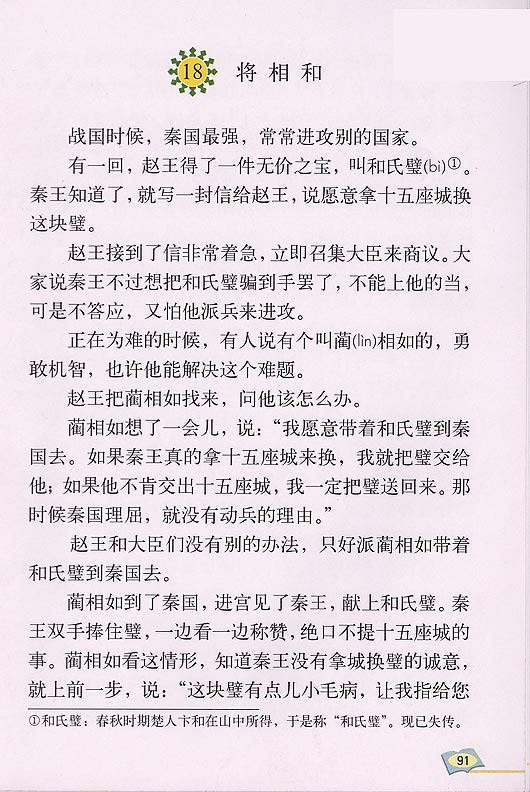 18 将相和
战国时候，秦国最强，常常进攻别的国家。
有一回，赵王得了一件无价之宝，叫和氏璧(bì)①。
秦王知道了，就写一封信给赵王，说愿意拿十五座城换
这块璧。
赵王接到了信非常着急，立即召集大臣来商议。大
家说秦王不过想把和氏璧骗到手罢了，不能上他的当，
可是不答应，又怕他派兵来进攻。
正在为难的时候，有人说有个叫蔺(lìn)相如的，勇
敢机智，也许他能解决这个难题。
赵王把蔺相如找来，问他该怎么办。
蔺相如想了一会儿，说：“我愿意带着和氏璧到秦
国去。如果秦王真的拿十五座城来换，我就把璧交给
他；如果他不肯交出十五座城，我一定把璧送回来。那
时候秦国理屈，就没有动兵的理由。”
赵王和大臣们没有别的办法，只好派蔺相如带着
和氏璧到秦国去。
蔺相如到了秦国，进宫见了秦王，献上和氏璧。秦
王双手捧住璧，一边看一边称赞，绝口不提十五座城的
事。蔺相如看这情形，知道秦王没有拿城换璧的诚意，
就上前一步，说：“这块璧有点儿小毛病，让我指给您
①和氏璧：春秋时期楚人卞和在山中所得，于是称“和氏璧”。现已失传。
91